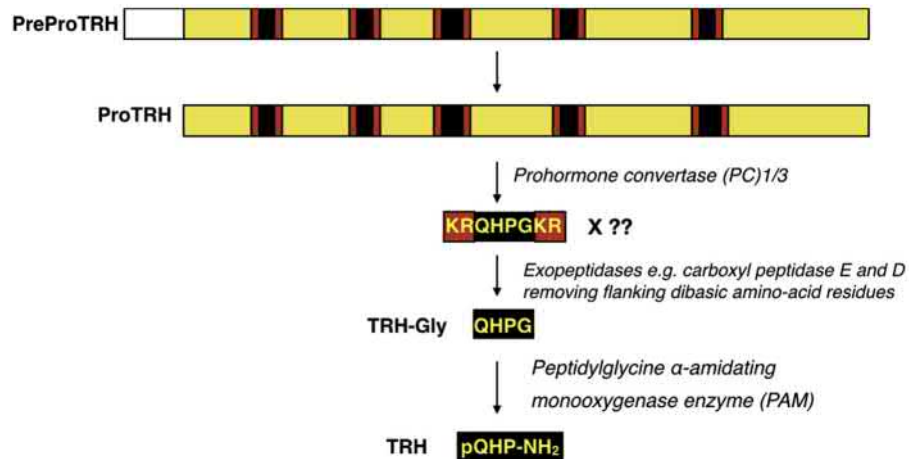 PreProTRH
ProTRH
Prohormone convertase (PC)1/3
KRQHPGKR X ??
Exopeptidases e.g. carboxyl peptidase E and D
removing flanking dibasic amino-acid residues
TRH-Gly QHPG
Peptidylglycine α-amidating
monooxygenase enzyme (PAM)
TRH pQHP-NH₂